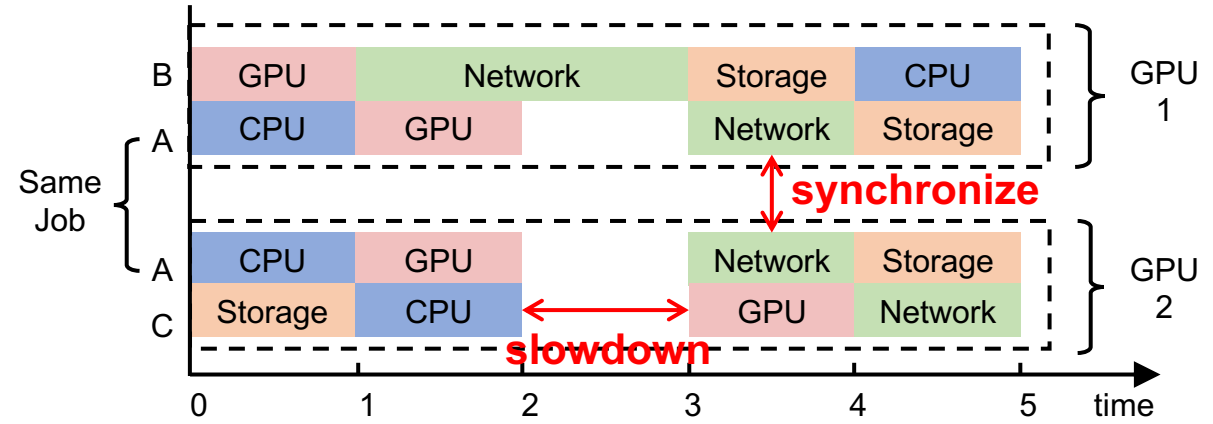 B GPU Network Storage CPU
A CPU GPU Network Storage
GPU
1
Same
Job
synchronize
A CPU GPU Network Storage
C Storage CPU GPU Network
GPU
2
slowdown
0 1 2 3 4 5 time